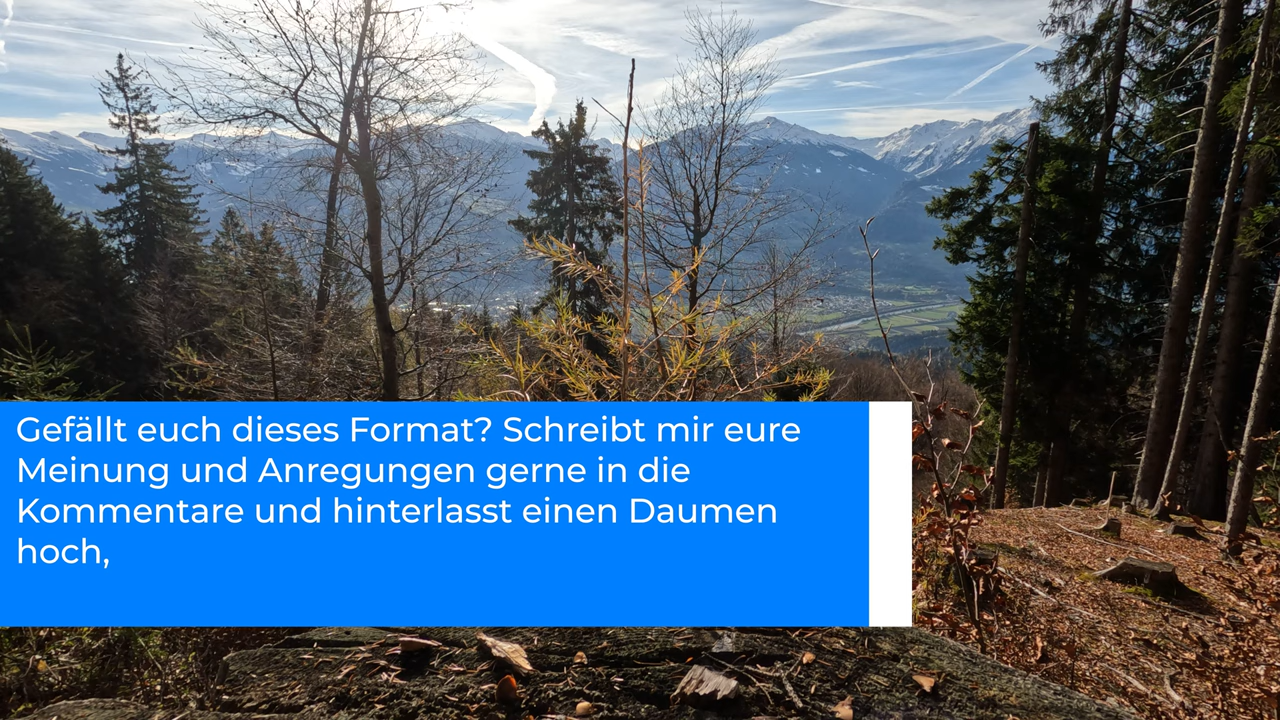 Gefällt euch dieses Format? Schreibt mir eure
Meinung und Anregungen gerne in die
Kommentare und hinterlasst einen Daumen
hoch,